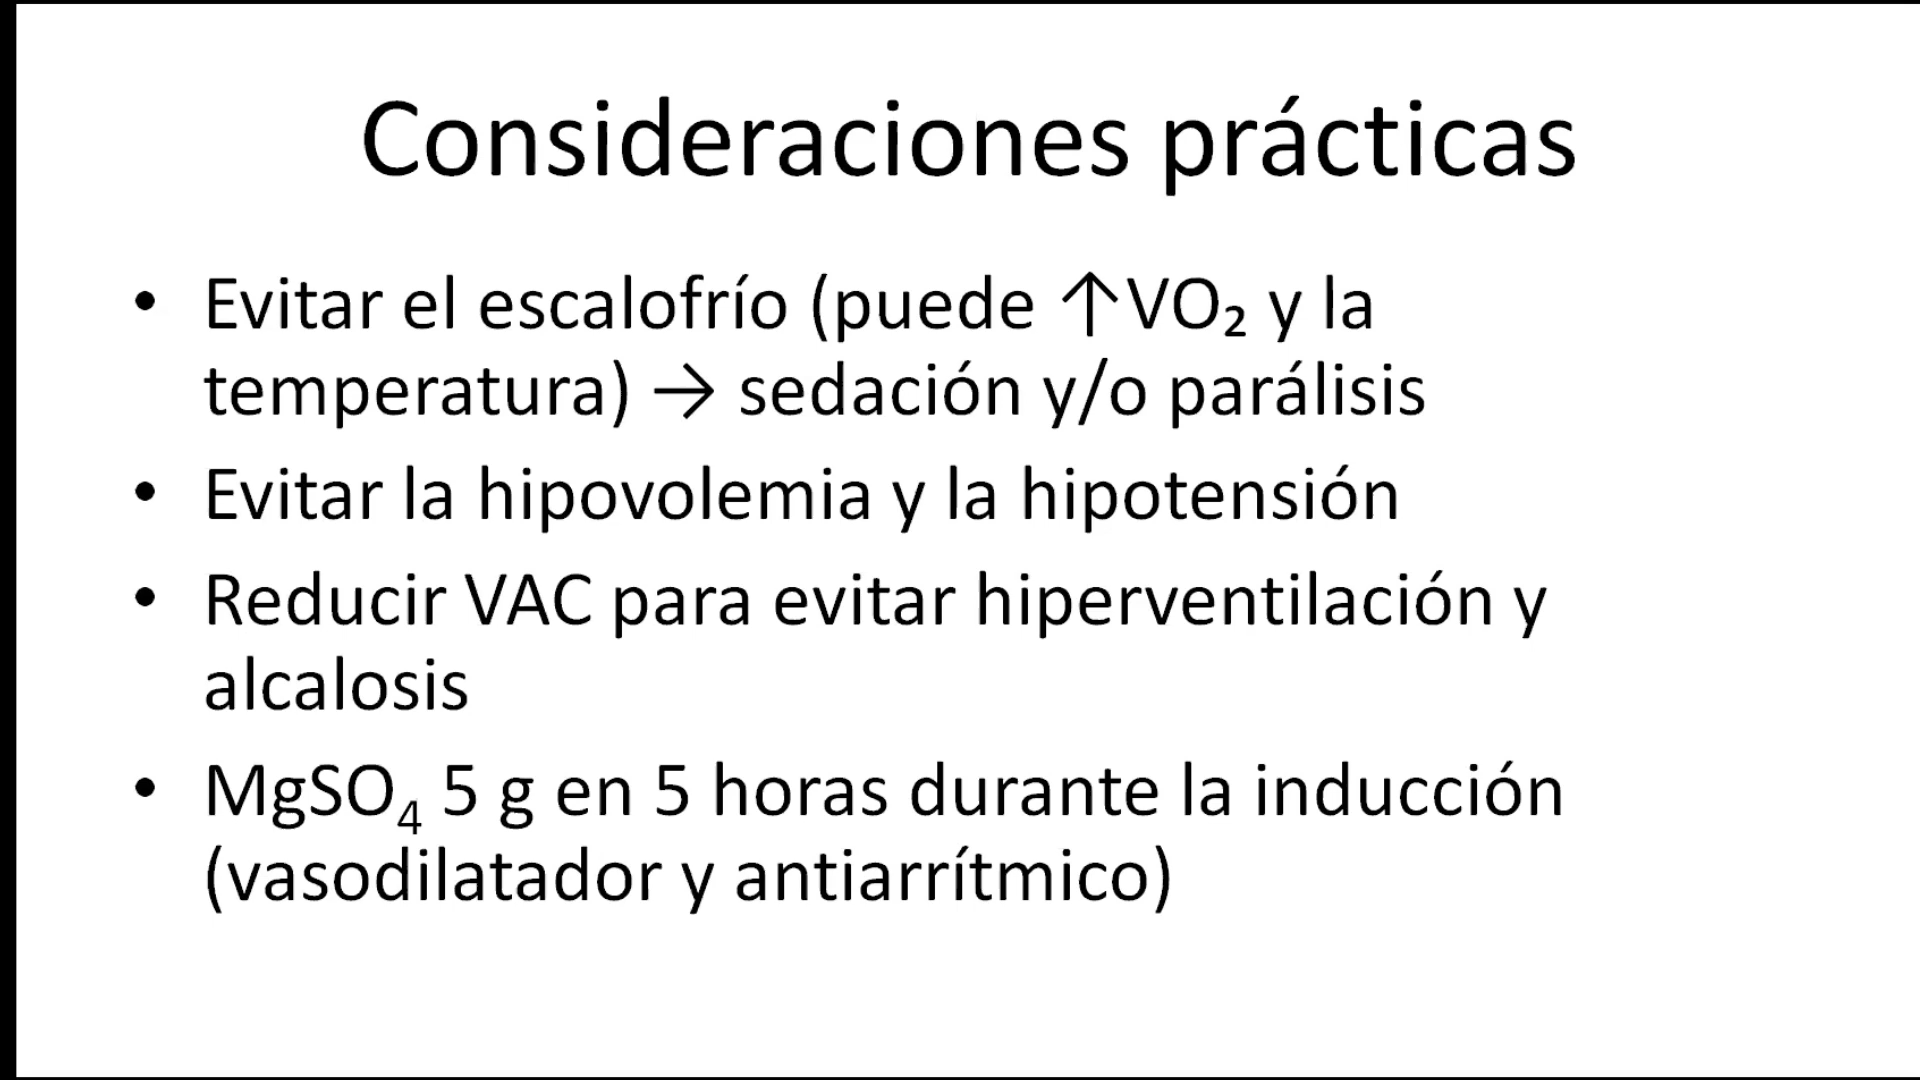 Consideraciones prácticas
• Evitar el escalofrío (puede ↑VO₂ y la
temperatura) → sedación y/o parálisis
• Evitar la hipovolemia y la hipotensión
• Reducir VAC para evitar hiperventilación y
alcalosis
• MgSO₄ 5 g en 5 horas durante la inducción
(vasodilatador y antiarrítmico)